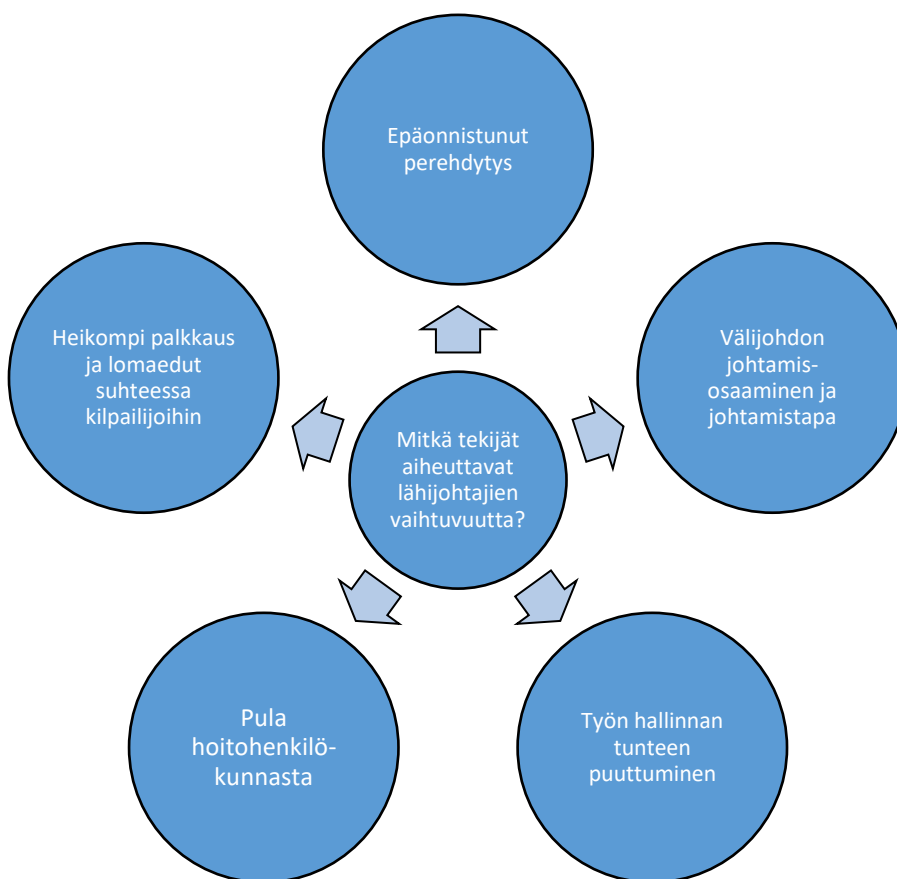 Epäonnistunut
perehdytys
Heikompi palkkaus
ja lomaedut
suhteessa
kilpailijoihin
Välijohdon
johtamis-
osaaminen ja
johtamistapa
Mitkä tekijät
aiheuttavat
lähijohtajien
vaihtuvuutta?
Pula
hoitohenkilö-
kunnasta
Työn hallinnan
tunteen
puuttuminen